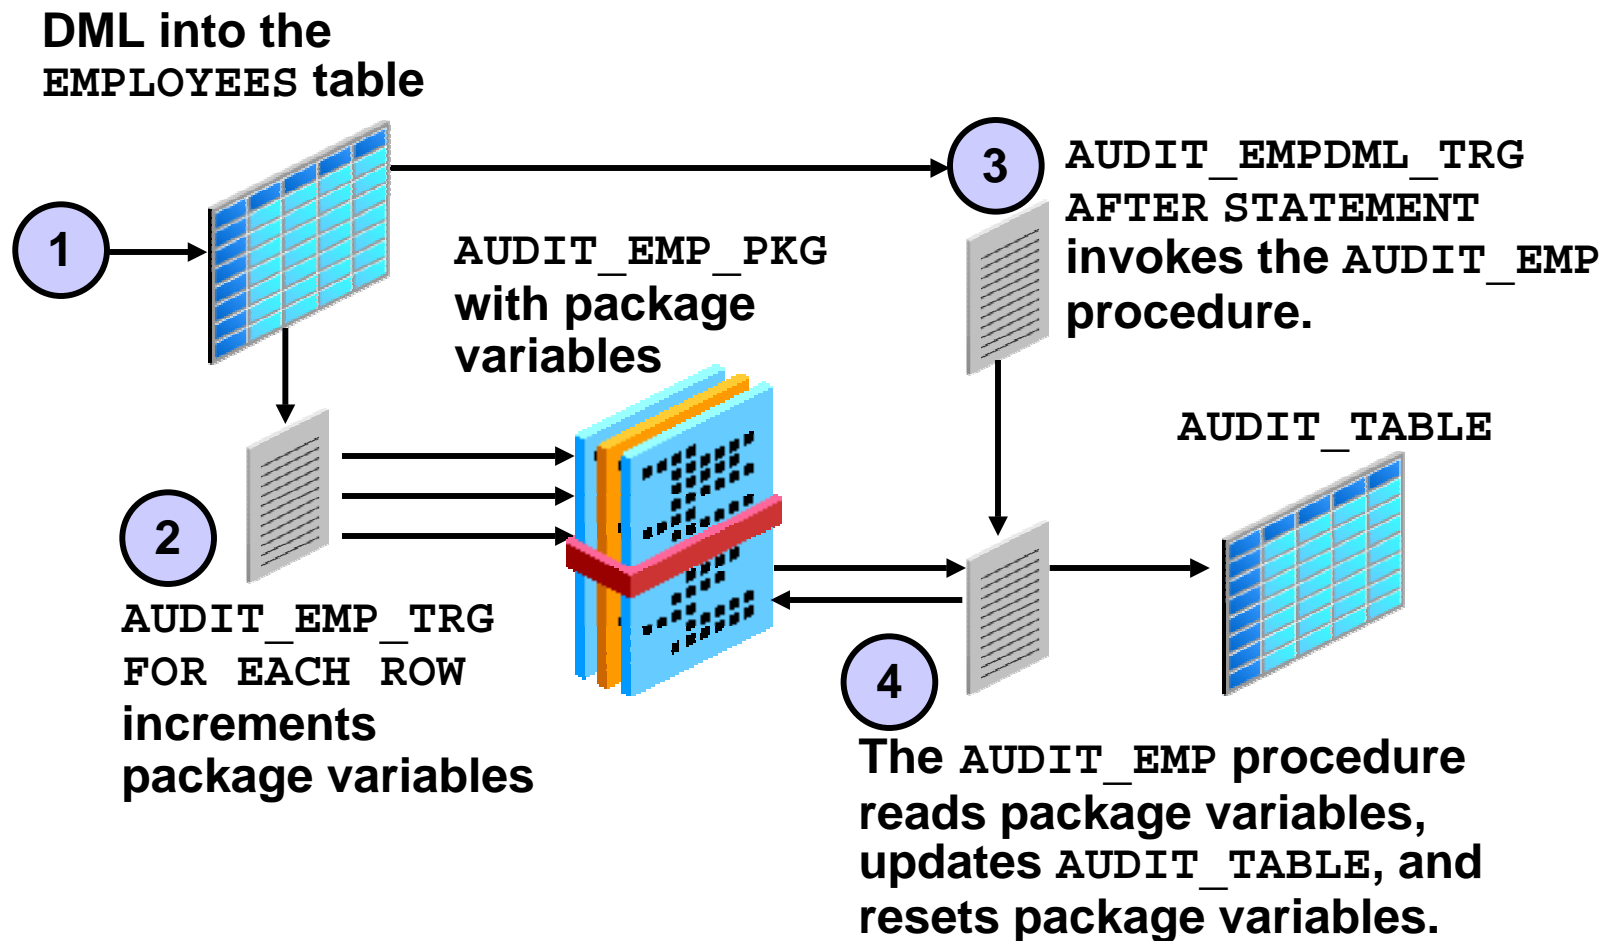 DML into the
EMPLOYEES table
1
3
AUDIT_EMPDML_TRG
AFTER STATEMENT
invokes the AUDIT_EMP
procedure.
AUDIT_EMP_PKG
with package
variables
2
AUDIT_EMP_TRG
FOR EACH ROW
increments
package variables
AUDIT_TABLE
4
The AUDIT_EMP procedure
reads package variables,
updates AUDIT_TABLE, and
resets package variables.